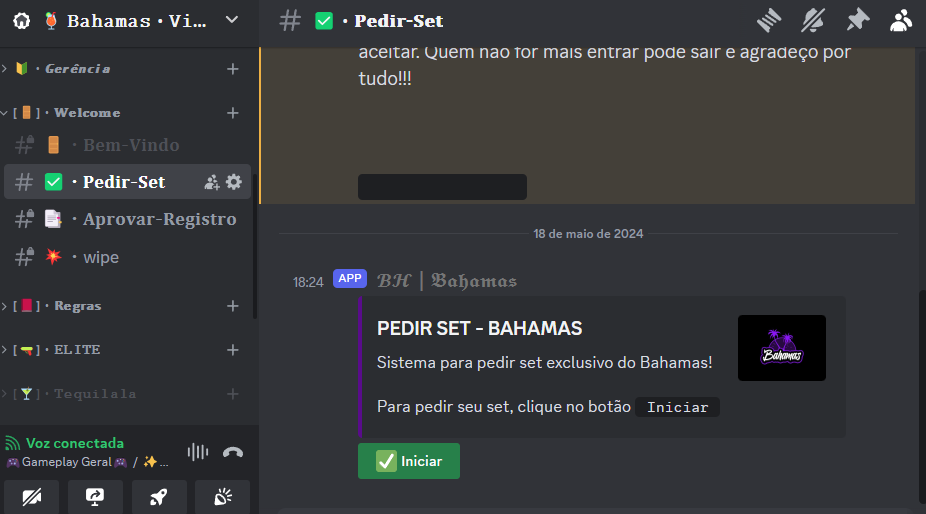 Bahamas • Vi...
• Gerência
[ ] • Welcome
• Bem-Vindo
• Pedir-Set
• Aprovar-Registro
• wipe
[ ] • Regras
[ ] • ELITE
[ ] • Tequilala
Voz conectada
Gameplay Geral / ...
• Pedir-Set
aceitar. Quem não for mais entrar pode sair e agradeço por
tudo!!!
18 de maio de 2024
18:24 APP BH | Bahamas
PEDIR SET - BAHAMAS
Sistema para pedir set exclusivo do Bahamas!
Para pedir seu set, clique no botão Iniciar
Bahamas
Iniciar